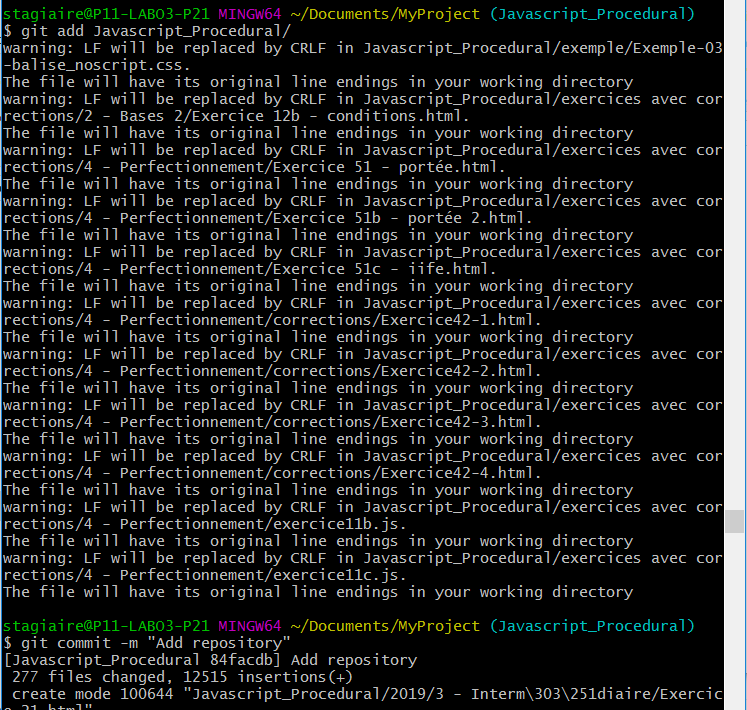 stagiaire@P11-LABO3-P21 MINGW64 ~/Documents/MyProject (Javascript_Procedural)
$ git add Javascript_Procedural/
warning: LF will be replaced by CRLF in Javascript_Procedural/exemple/Exemple-03
-balise_noscript.css.
The file will have its original line endings in your working directory
warning: LF will be replaced by CRLF in Javascript_Procedural/exercices avec cor
rections/2 - Bases 2/Exercice 12b - conditions.html.
The file will have its original line endings in your working directory
warning: LF will be replaced by CRLF in Javascript_Procedural/exercices avec cor
rections/4 - Perfectionnement/Exercice 51 - portée.html.
The file will have its original line endings in your working directory
warning: LF will be replaced by CRLF in Javascript_Procedural/exercices avec cor
rections/4 - Perfectionnement/Exercice 51b - portée 2.html.
The file will have its original line endings in your working directory
warning: LF will be replaced by CRLF in Javascript_Procedural/exercices avec cor
rections/4 - Perfectionnement/Exercice 51c - iife.html.
The file will have its original line endings in your working directory
warning: LF will be replaced by CRLF in Javascript_Procedural/exercices avec cor
rections/4 - Perfectionnement/corrections/Exercice42-1.html.
The file will have its original line endings in your working directory
warning: LF will be replaced by CRLF in Javascript_Procedural/exercices avec cor
rections/4 - Perfectionnement/corrections/Exercice42-2.html.
The file will have its original line endings in your working directory
warning: LF will be replaced by CRLF in Javascript_Procedural/exercices avec cor
rections/4 - Perfectionnement/corrections/Exercice42-3.html.
The file will have its original line endings in your working directory
warning: LF will be replaced by CRLF in Javascript_Procedural/exercices avec cor
rections/4 - Perfectionnement/corrections/Exercice42-4.html.
The file will have its original line endings in your working directory
warning: LF will be replaced by CRLF in Javascript_Procedural/exercices avec cor
rections/4 - Perfectionnement/exercice11b.js.
The file will have its original line endings in your working directory
warning: LF will be replaced by CRLF in Javascript_Procedural/exercices avec cor
rections/4 - Perfectionnement/exercice11c.js.
The file will have its original line endings in your working directory
stagiaire@P11-LABO3-P21 MINGW64 ~/Documents/MyProject (Javascript_Procedural)
$ git commit -m "Add repository"
[Javascript_Procedural 84facdb] Add repository
277 files changed, 12515 insertions(+)
create mode 100644 "Javascript_Procedural/2019/3 - Interm\303\251diaire/Exercic
e 21.html"